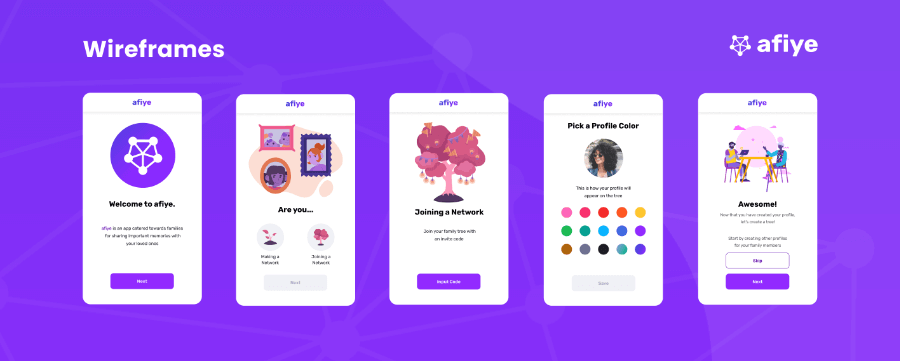 Wireframes
afiye
afiye
Welcome to afiye.
afiye is an app catered towards families
for sharing important memories with
your loved ones
Next
afiye
Are you...
Making a
Network
Joining a
Network
Next
afiye
Joining a Network
Join your family tree with
an invite code
Input Code
afiye
Pick a Profile Color
This is how your profile will
appear on the tree
Save
afiye
Awesome!
Now that you have created your profile,
let's create a tree!
Start by creating other profiles
for your family members
Skip
Next